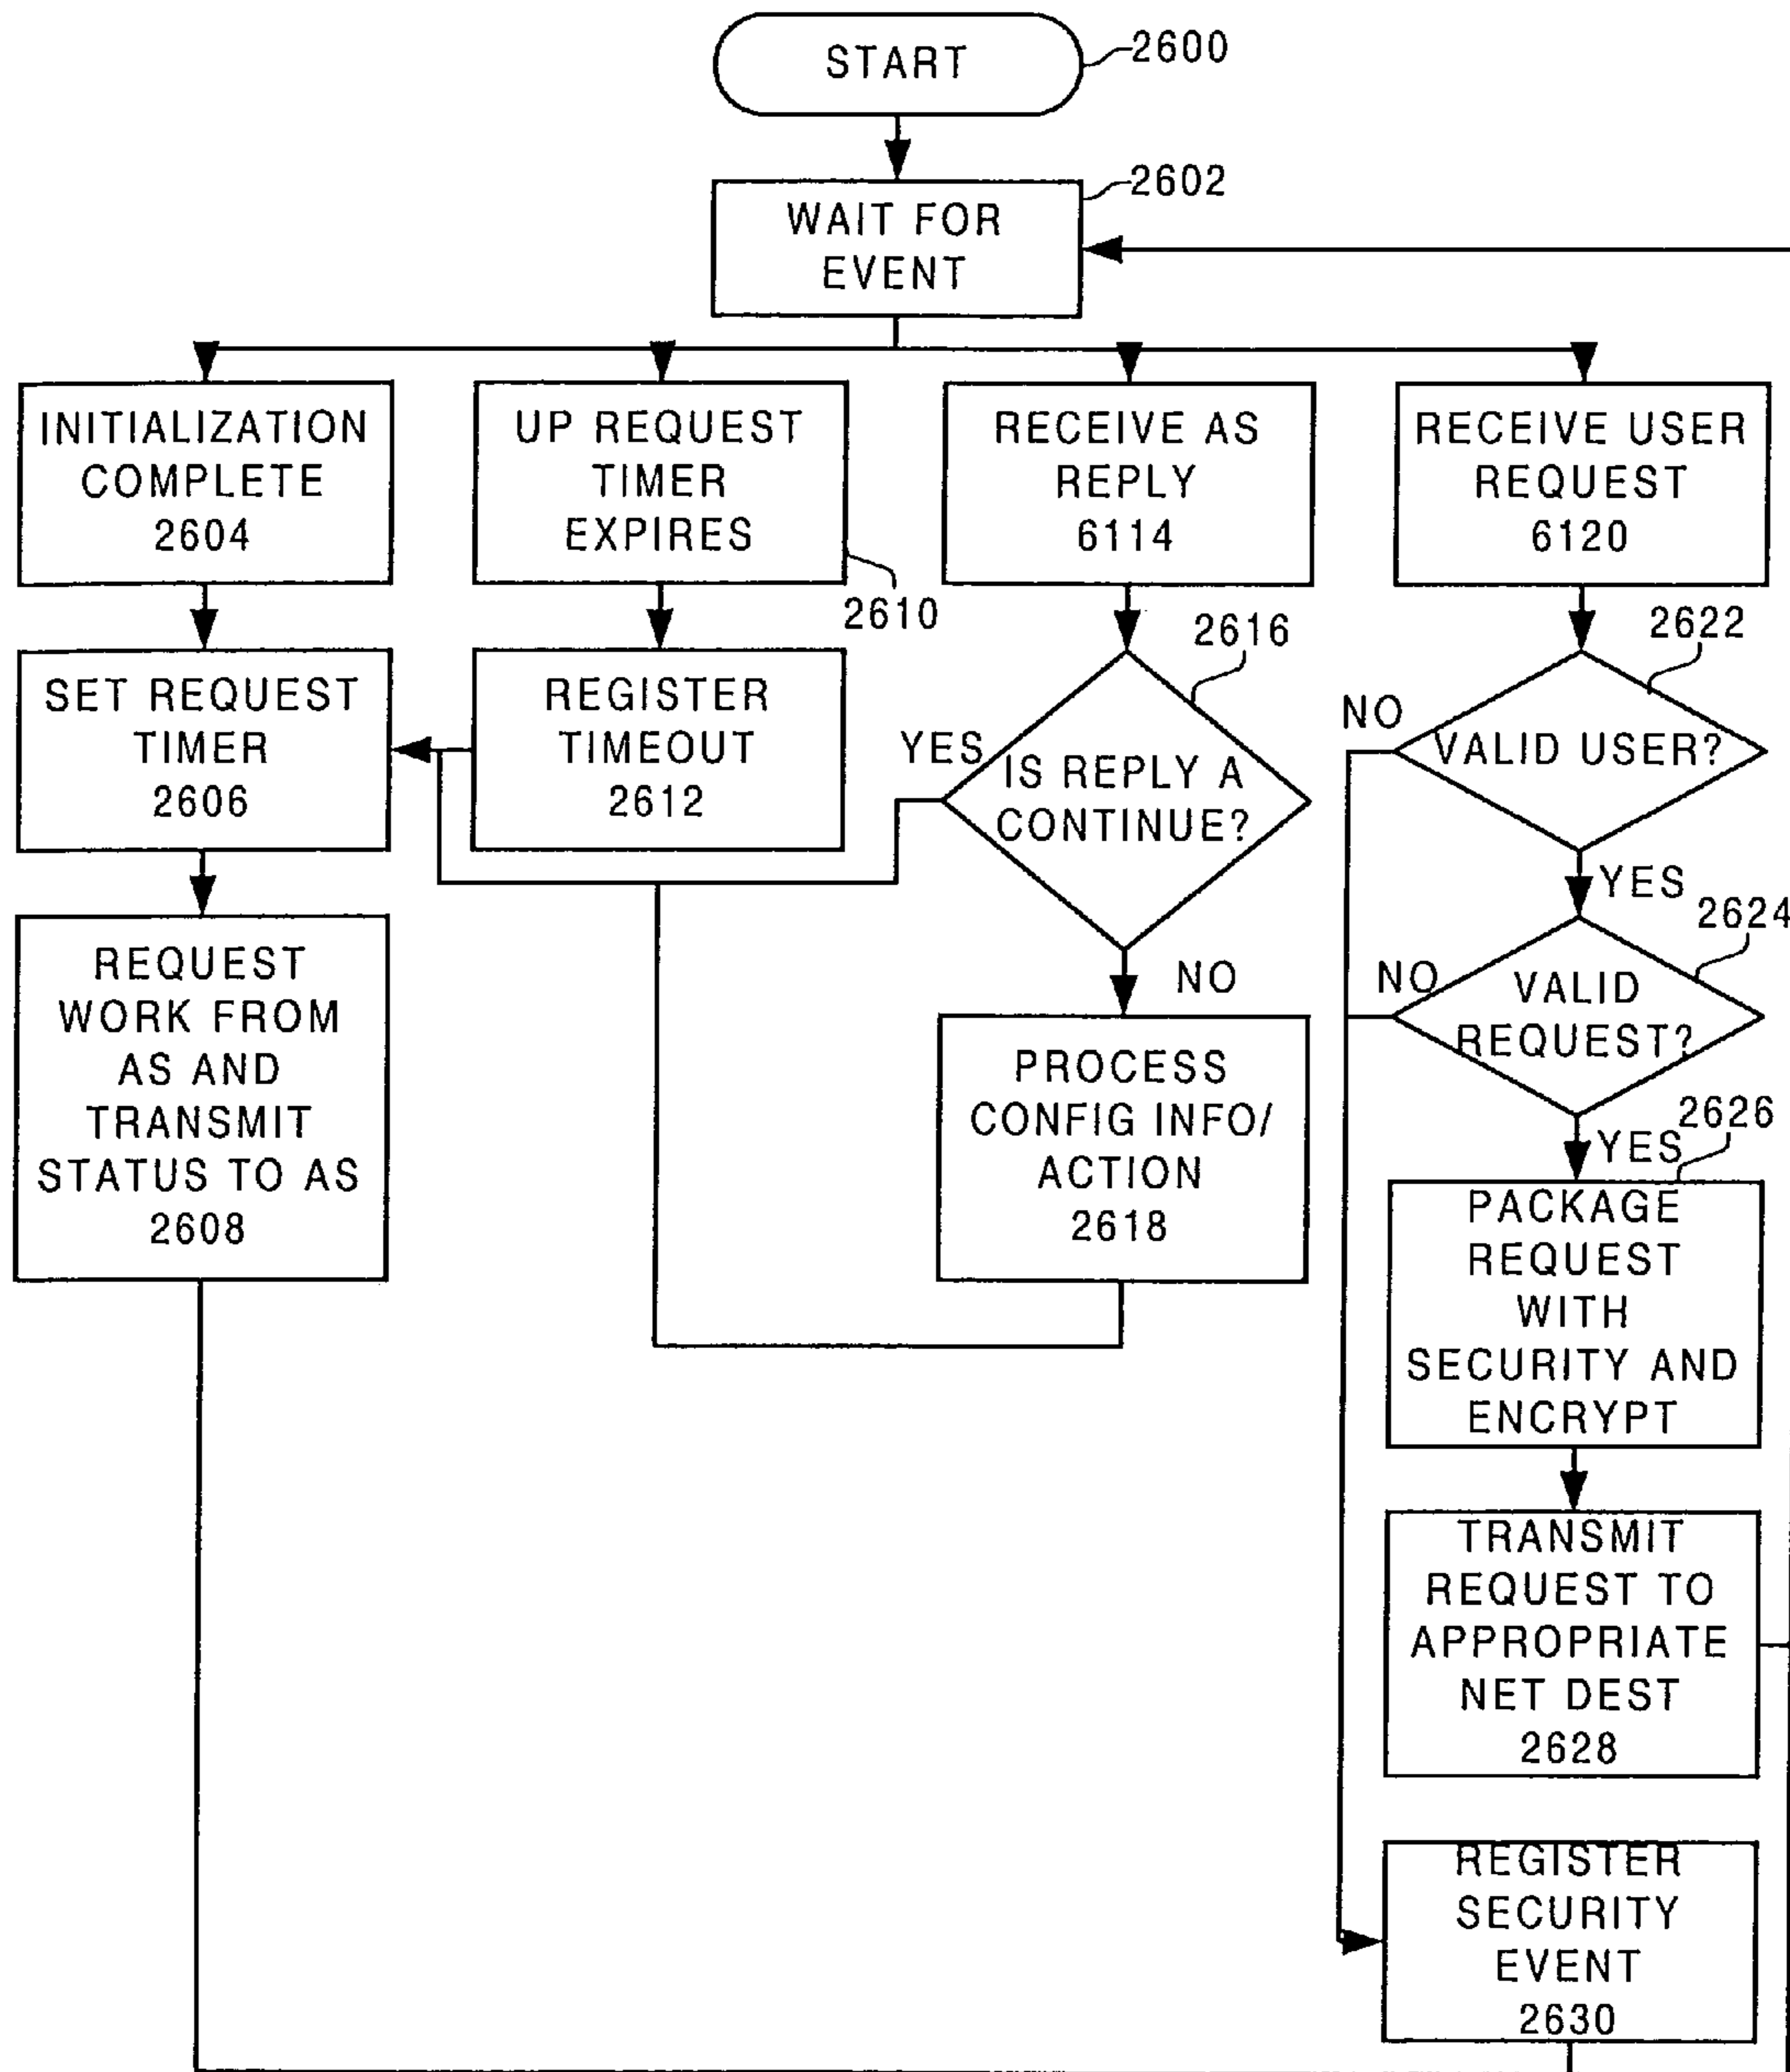 START
2600
WAIT FOR
EVENT
2602
INITIALIZATION
COMPLETE
2604
UP REQUEST
TIMER
EXPIRES
2610
RECEIVE AS
REPLY
6114
RECEIVE USER
REQUEST
6120
SET REQUEST
TIMER
2606
REGISTER
TIMEOUT
2612
2616
YES
IS REPLY A
CONTINUE?
NO
2622
NO
VALID USER?
YES
2624
NO
VALID
REQUEST?
YES
2626
REQUEST
WORK FROM
AS AND
TRANSMIT
STATUS TO AS
2608
PROCESS
CONFIG INFO/
ACTION
2618
PACKAGE
REQUEST
WITH
SECURITY AND
ENCRYPT
TRANSMIT
REQUEST TO
APPROPRIATE
NET DEST
2628
REGISTER
SECURITY
EVENT
2630